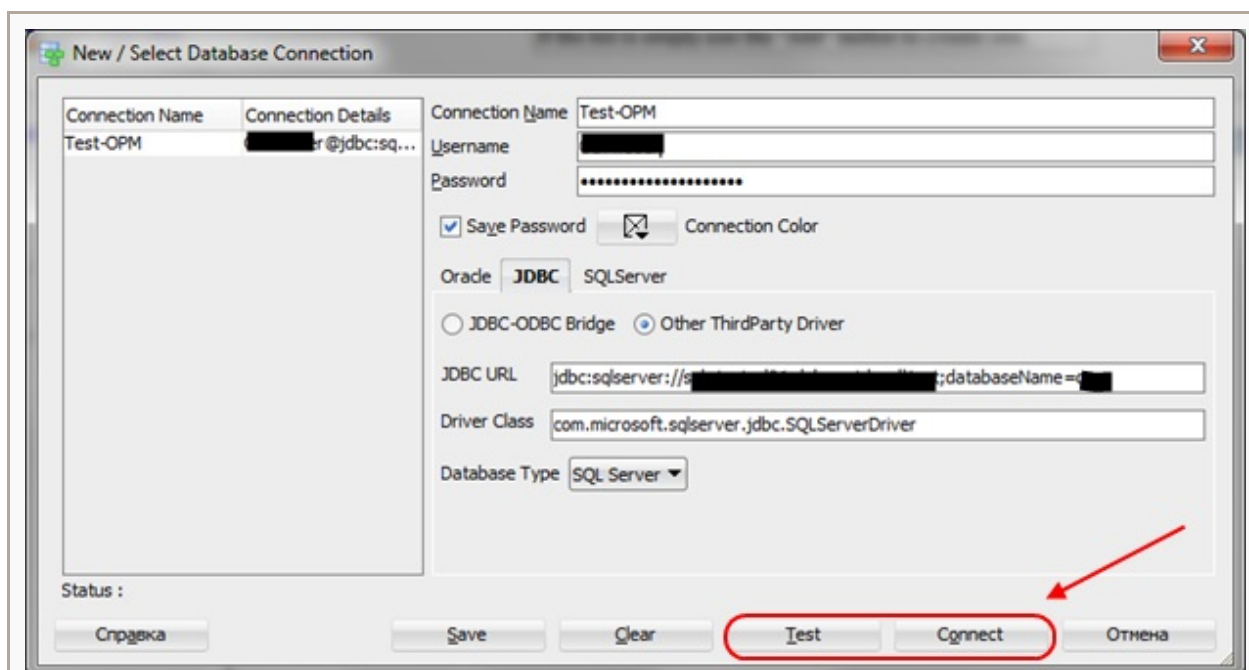 New / Select Database Connection
Connection Name Connection Details
Test-OPM r@jdbc:sq...
Connection Name Test-OPM
Username
Password ••••••••••••••••••••
Save Password Connection Color
Oracle JDBC SQLServer
JDBC-ODBC Bridge Other ThirdParty Driver
JDBC URL jdbc:sqlserver://s ;databaseName=
Driver Class com.microsoft.sqlserver.jdbc.SQLServerDriver
Database Type SQL Server
Status :
Справка Save Clear Test Connect Отмена